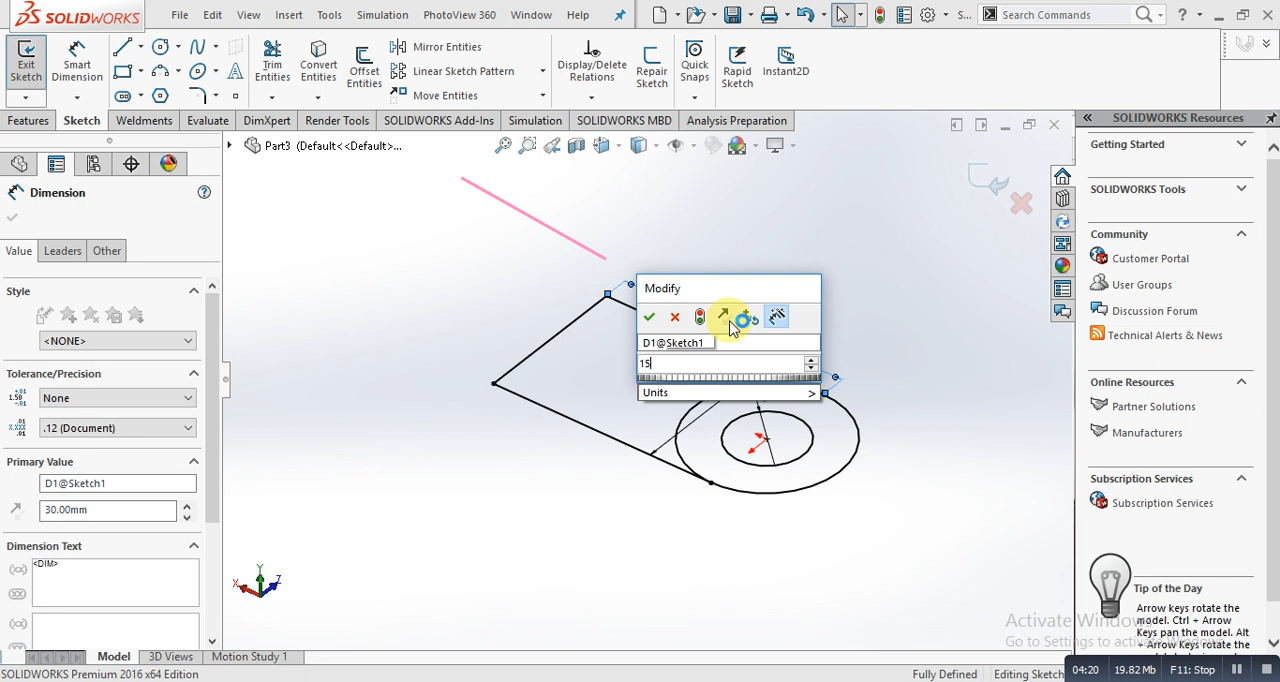 SOLIDWORKS
File Edit View Insert Tools Simulation PhotoView 360 Window Help
S...
Search Commands
Exit Sketch
Smart Dimension
Trim Entities
Convert Entities
Offset Entities
Mirror Entities
Linear Sketch Pattern
Move Entities
Display/Delete Relations
Repair Sketch
Quick Snaps
Rapid Sketch
Instant2D
Features Sketch Weldments Evaluate DimXpert Render Tools SOLIDWORKS Add-Ins Simulation SOLIDWORKS MBD Analysis Preparation
Part3 (Default<<Default>...
Dimension
Value Leaders Other
Style
<NONE>
Tolerance/Precision
None
.12 (Document)
Primary Value
D1@Sketch1
30.00mm
Dimension Text
<DIM>
Modify
D1@Sketch1
15
Units >
X Y Z
SOLIDWORKS Resources
Getting Started
SOLIDWORKS Tools
Community
Customer Portal
User Groups
Discussion Forum
Technical Alerts & News
Online Resources
Partner Solutions
Manufacturers
Subscription Services
Subscription Services
Tip of the Day
Arrow keys rotate the
model. Ctrl + Arrow
Keys pan the model. Alt
+ Arrow Keys rotate the
Activate Windows
Go to Settings to activate Windows.
Model 3D Views Motion Study 1
SOLIDWORKS Premium 2016 x64 Edition
Fully Defined Editing Sketch
04:20 19.82 Mb F11: Stop